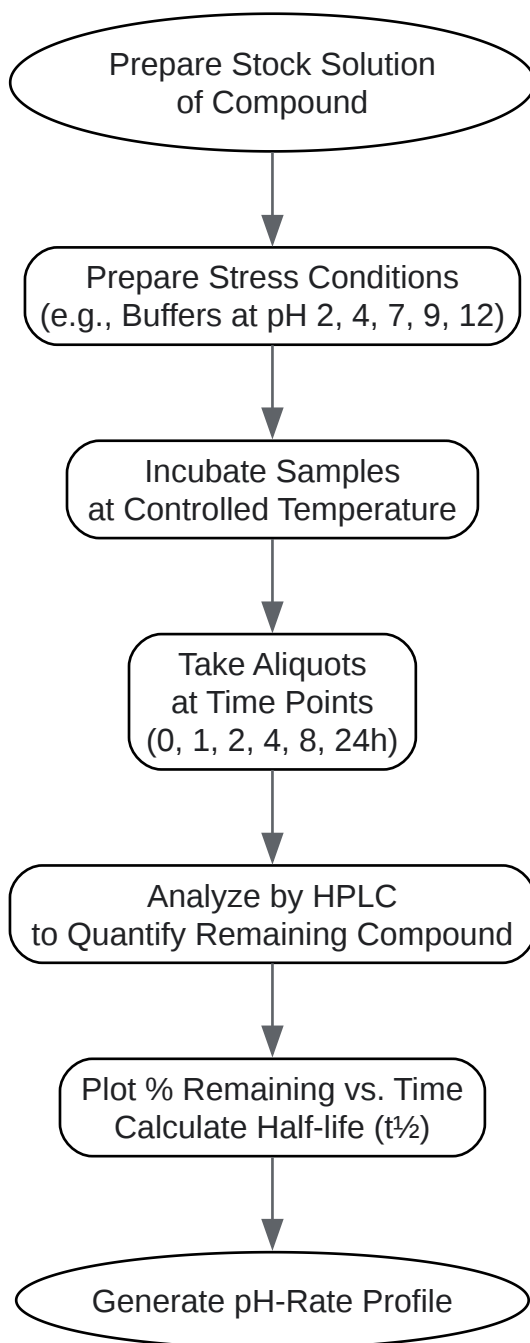 Prepare Stock Solution
of Compound
Prepare Stress Conditions
(e.g., Buffers at pH 2, 4, 7, 9, 12)
Incubate Samples
at Controlled Temperature
Take Aliquots
at Time Points
(0, 1, 2, 4, 8, 24h)
Analyze by HPLC
to Quantify Remaining Compound
Plot % Remaining vs. Time
Calculate Half-life (t½)
Generate pH-Rate Profile